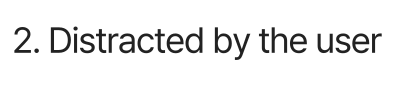 2. Distracted by the user